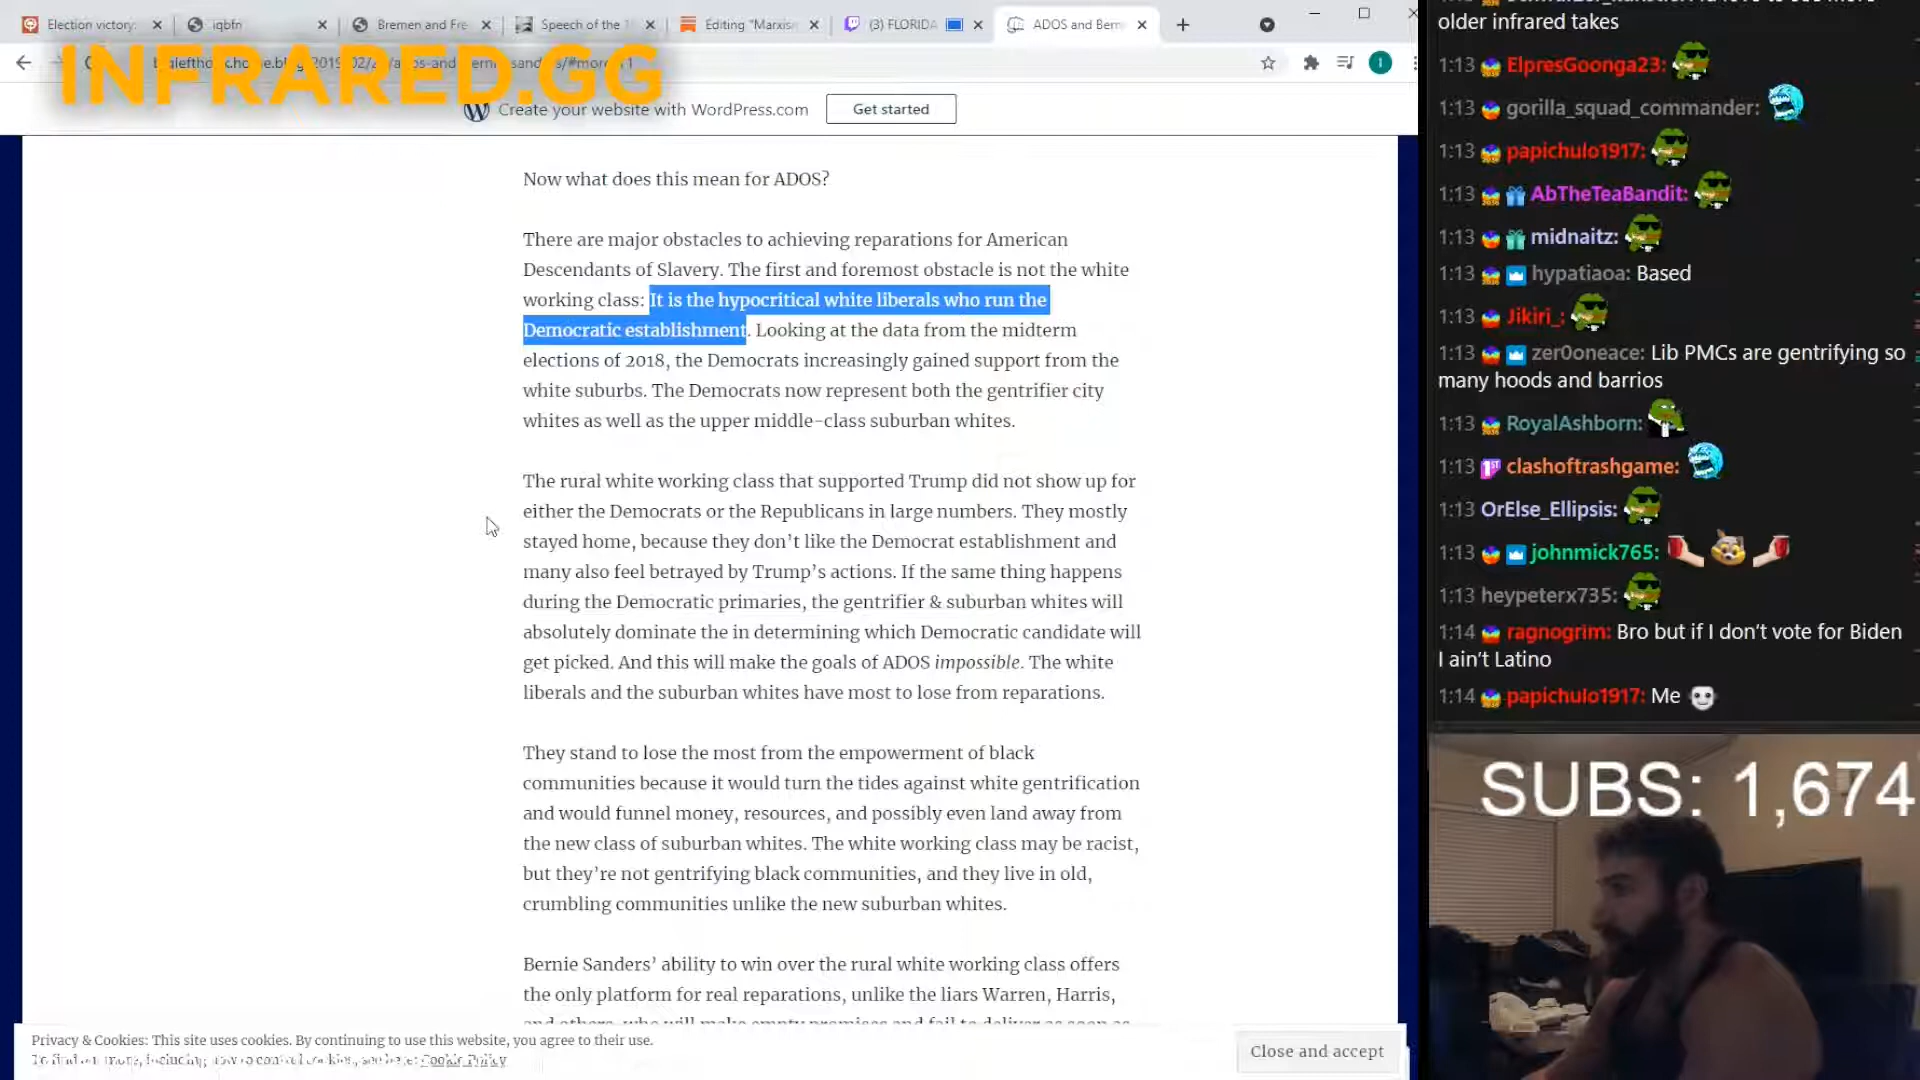 Election victory:
iqbfn
Bremen and Fre
Speech of the
Editing "Marxis
(3) FLORIDA
ADOS and Bern
INFRARED.GG
Create your website with WordPress.com
Get started
Now what does this mean for ADOS?
There are major obstacles to achieving reparations for American
Descendants of Slavery. The first and foremost obstacle is not the white
working class: It is the hypocritical white liberals who run the
Democratic establishment. Looking at the data from the midterm
elections of 2018, the Democrats increasingly gained support from the
white suburbs. The Democrats now represent both the gentrifier city
whites as well as the upper middle-class suburban whites.
The rural white working class that supported Trump did not show up for
either the Democrats or the Republicans in large numbers. They mostly
stayed home, because they don't like the Democrat establishment and
many also feel betrayed by Trump's actions. If the same thing happens
during the Democratic primaries, the gentrifier & suburban whites will
absolutely dominate the in determining which Democratic candidate will
get picked. And this will make the goals of ADOS impossible. The white
liberals and the suburban whites have most to lose from reparations.
They stand to lose the most from the empowerment of black
communities because it would turn the tides against white gentrification
and would funnel money, resources, and possibly even land away from
the new class of suburban whites. The white working class may be racist,
but they're not gentrifying black communities, and they live in old,
crumbling communities unlike the new suburban whites.
Bernie Sanders' ability to win over the rural white working class offers
the only platform for real reparations, unlike the liars Warren, Harris,
Privacy & Cookies: This site uses cookies. By continuing to use this website, you agree to their use.
To find out more, including how to control cookies, see here: Cookie Policy
Close and accept
older infrared takes
1:13 ElpresGoonga23:
1:13 gorilla_squad_commander:
1:13 papichulo1917:
1:13 AbTheTeaBandit:
1:13 midnaitz:
1:13 hypatiaoa: Based
1:13 Jikiri_:
1:13 zer0oneace: Lib PMCs are gentrifying so
many hoods and barrios
1:13 RoyalAshborn:
1:13 clashoftrashgame:
1:13 OrElse_Ellipsis:
1:13 johnmick765:
1:13 heypeterx735:
1:14 ragnogrim: Bro but if I don't vote for Biden
I ain't Latino
1:14 papichulo1917: Me
SUBS: 1,674